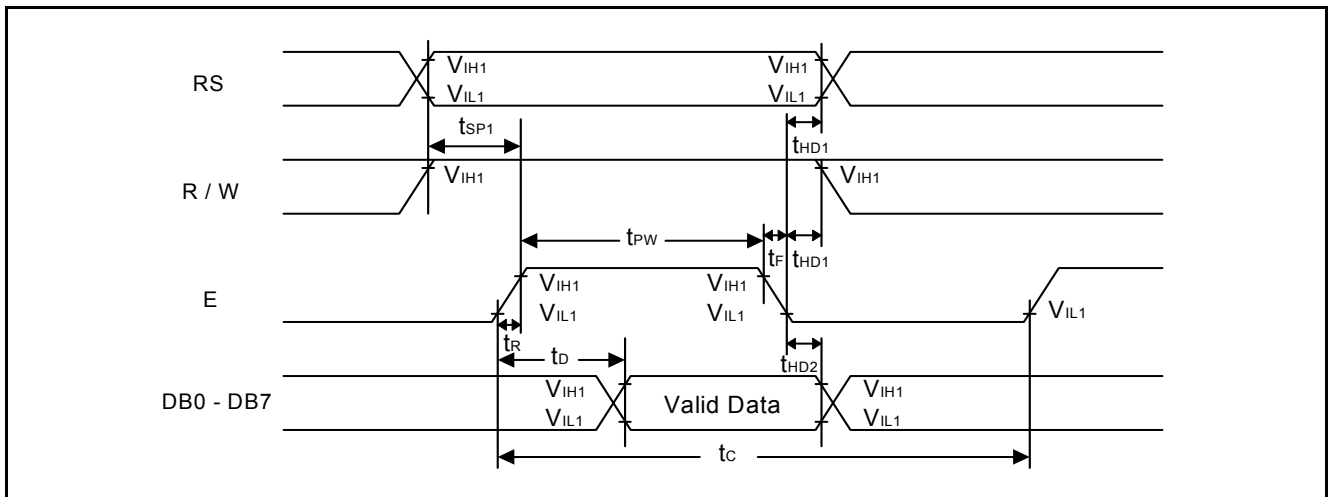 RS
VIH1
VIL1
VIH1
VIL1
tSP1
tHD1
R / W
VIH1
VIH1
tPW
tF
tHD1
E
VIH1
VIL1
VIH1
VIL1
VIL1
tR
tD
tHD2
DB0 - DB7
VIH1
VIL1
Valid Data
VIH1
VIL1
tC